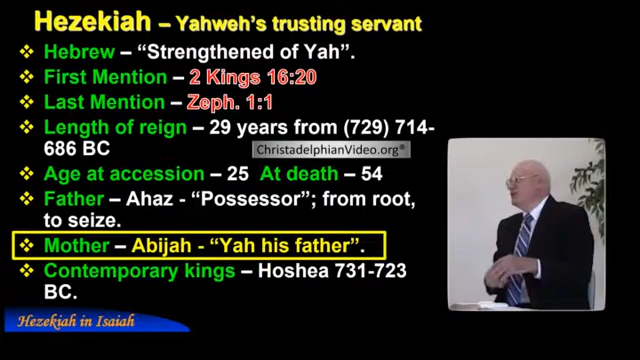 Hezekiah – Yahweh's trusting servant
❖ Hebrew – “Strengthened of Yah”.
❖ First Mention – 2 Kings 16:20
❖ Last Mention – Zeph. 1:1
❖ Length of reign – 29 years from (729) 714-
686 BC
ChristadelphianVideo.org®
❖ Age at accession – 25 At death – 54
❖ Father – Ahaz - “Possessor”; from root,
to seize.
❖ Mother – Abijah - “Yah his father”.
❖ Contemporary kings – Hoshea 731-723
BC.
Hezekiah in Isaiah